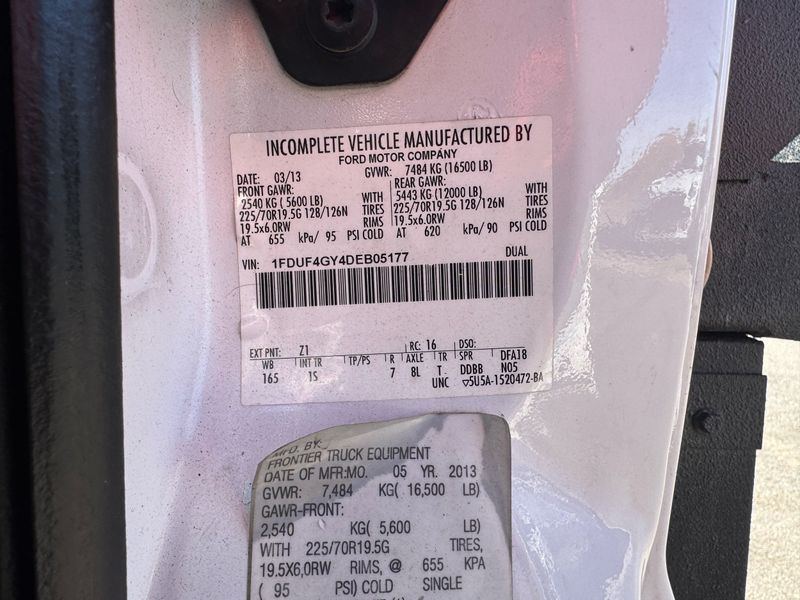 INCOMPLETE VEHICLE MANUFACTURED BY
FORD MOTOR COMPANY
DATE: 03/13 GVWR: 7484 KG (16500 LB)
FRONT GAWR: REAR GAWR:
2540 KG ( 5600 LB) WITH 5443 KG (12000 LB) WITH
225/70R19.5G 128/126N TIRES 225/70R19.5G 128/126N TIRES
19.5x6.0RW RIMS 19.5x6.0RW RIMS
AT 655 kPa/ 95 PSI COLD AT 620 kPa/ 90 PSI COLD
VIN: 1FDUF4GY4DEB05177 DUAL
EXT PNT: Z1 RC: 16 DSO:
WB INT TR TP/PS R AXLE TR SPR DFA18
165 1S 7 8L T DDBB N05
UNC ▽5U5A-1520472-BA
MFD. BY:
FRONTIER TRUCK EQUIPMENT
DATE OF MFR:MO. 05 YR. 2013
GVWR: 7,484 KG( 16,500 LB)
GAWR-FRONT:
2,540 KG( 5,600 LB)
WITH 225/70R19.5G TIRES,
19.5X6,0RW RIMS, @ 655 KPA
( 95 PSI) COLD SINGLE